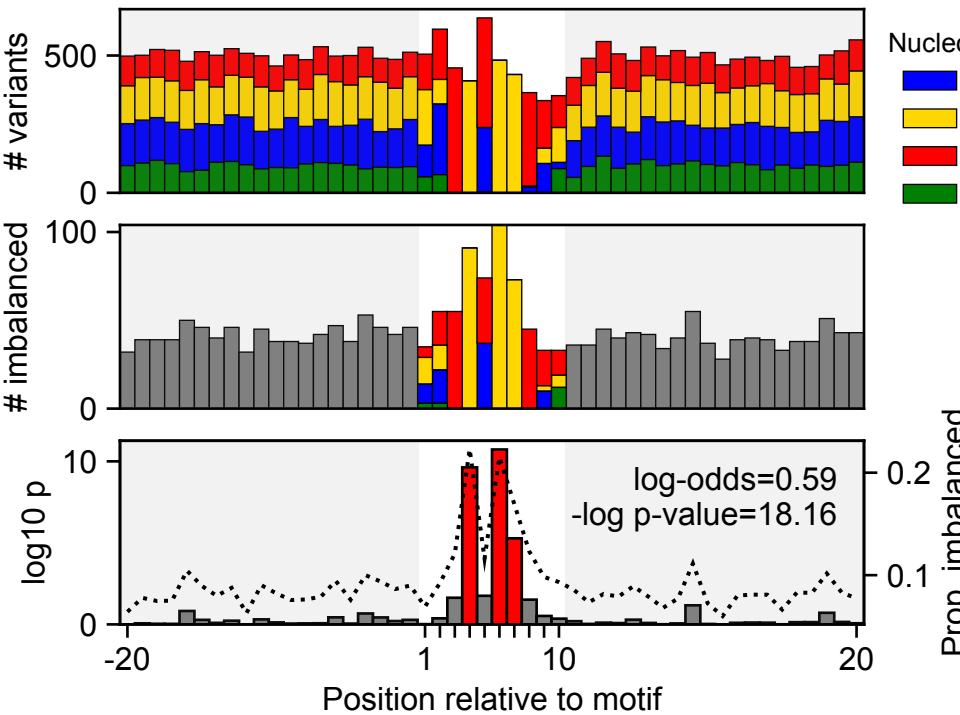 # variants
500
0
Nucleo
# imbalanced
100
0
log10 p
10
0
log-odds=0.59
-log p-value=18.16
0.2
0.1
Prop. imbalanced
-20
1
10
20
Position relative to motif